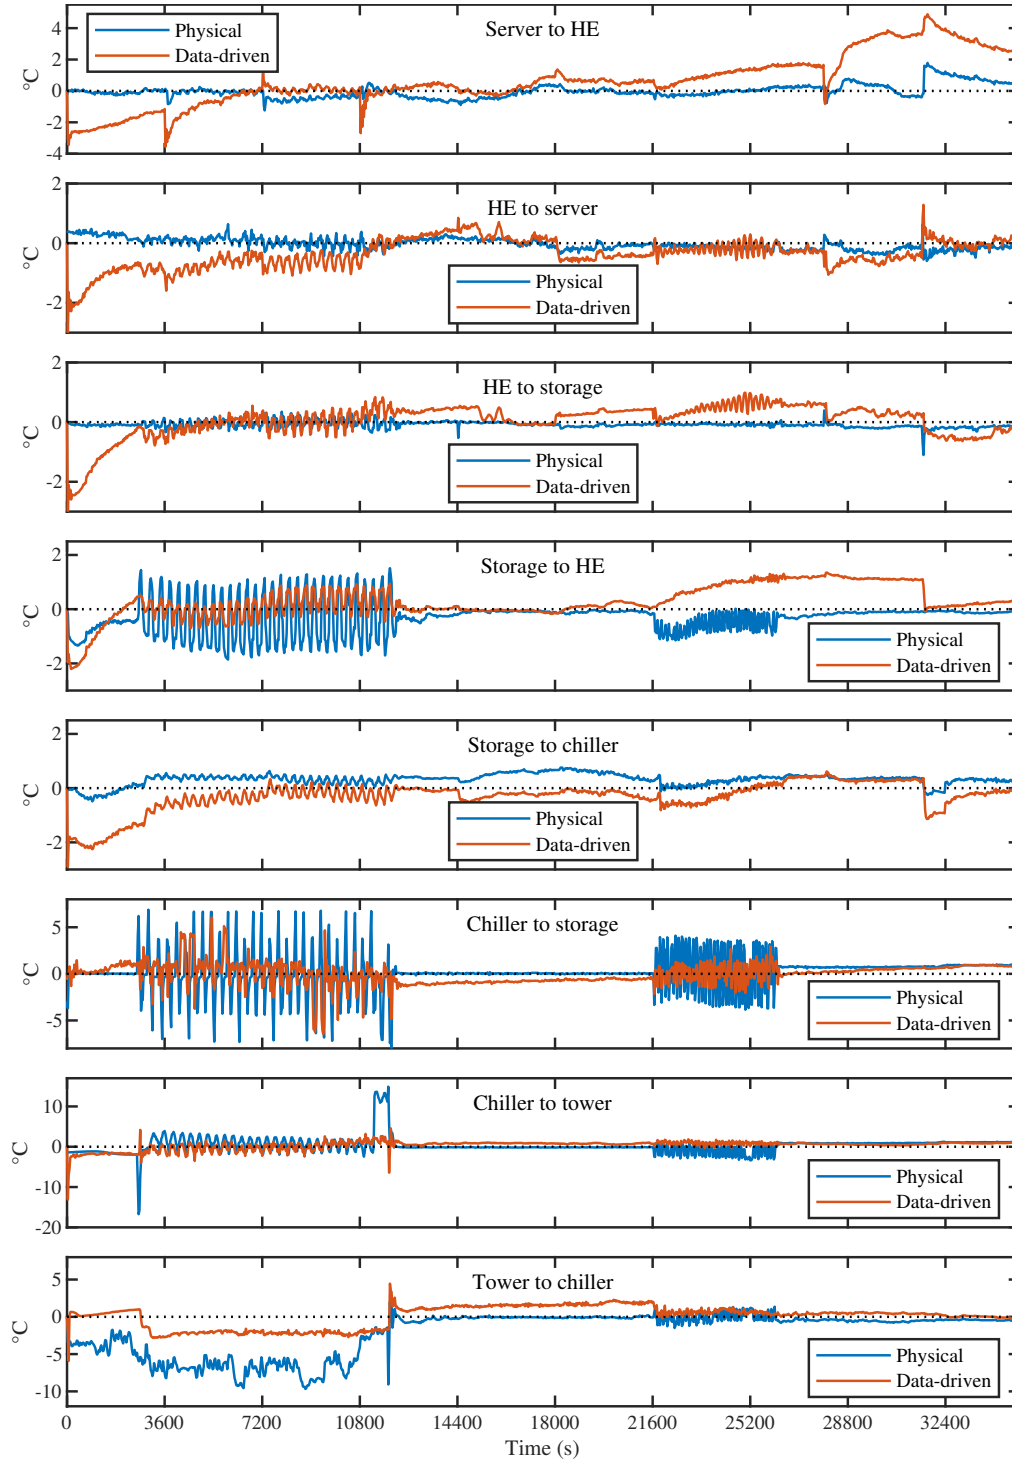 Server to HE
Physical
Data-driven
°C
4
2
0
-2
-4
HE to server
Physical
Data-driven
°C
2
0
-2
HE to storage
Physical
Data-driven
°C
2
0
-2
Storage to HE
Physical
Data-driven
°C
2
0
-2
Storage to chiller
Physical
Data-driven
°C
2
0
-2
Chiller to storage
Physical
Data-driven
°C
5
0
-5
Chiller to tower
Physical
Data-driven
°C
10
0
-10
-20
Tower to chiller
Physical
Data-driven
°C
5
0
-5
-10
0 3600 7200 10800 14400 18000 21600 25200 28800 32400
Time (s)